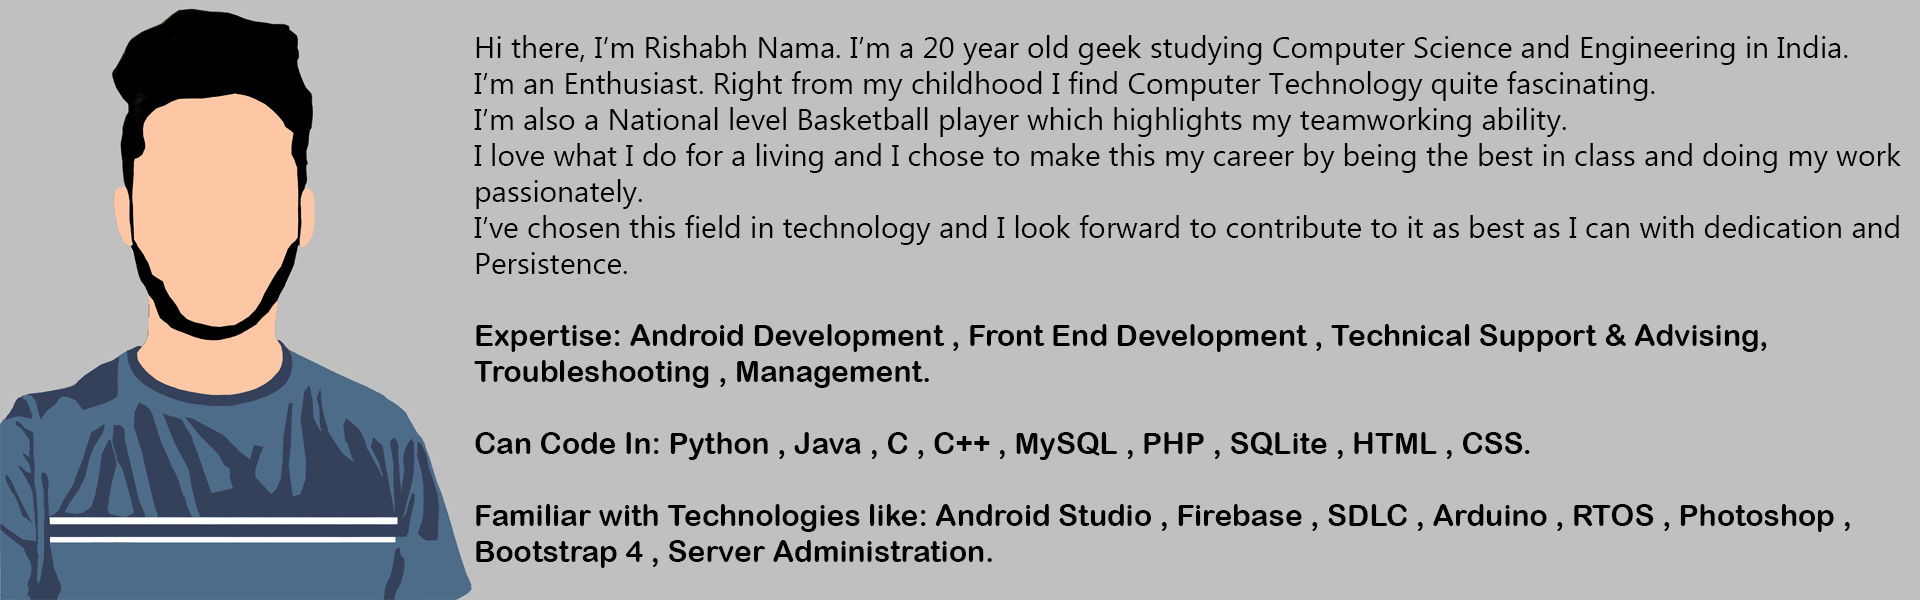 Hi there, I’m Rishabh Nama. I’m a 20 year old geek studying Computer Science and Engineering in India.
I’m an Enthusiast. Right from my childhood I find Computer Technology quite fascinating.
I’m also a National level Basketball player which highlights my teamworking ability.
I love what I do for a living and I chose to make this my career by being the best in class and doing my work
passionately.
I’ve chosen this field in technology and I look forward to contribute to it as best as I can with dedication and
Persistence.
Expertise: Android Development , Front End Development , Technical Support & Advising,
Troubleshooting , Management.
Can Code In: Python , Java , C , C++ , MySQL , PHP , SQLite , HTML , CSS.
Familiar with Technologies like: Android Studio , Firebase , SDLC , Arduino , RTOS , Photoshop ,
Bootstrap 4 , Server Administration.